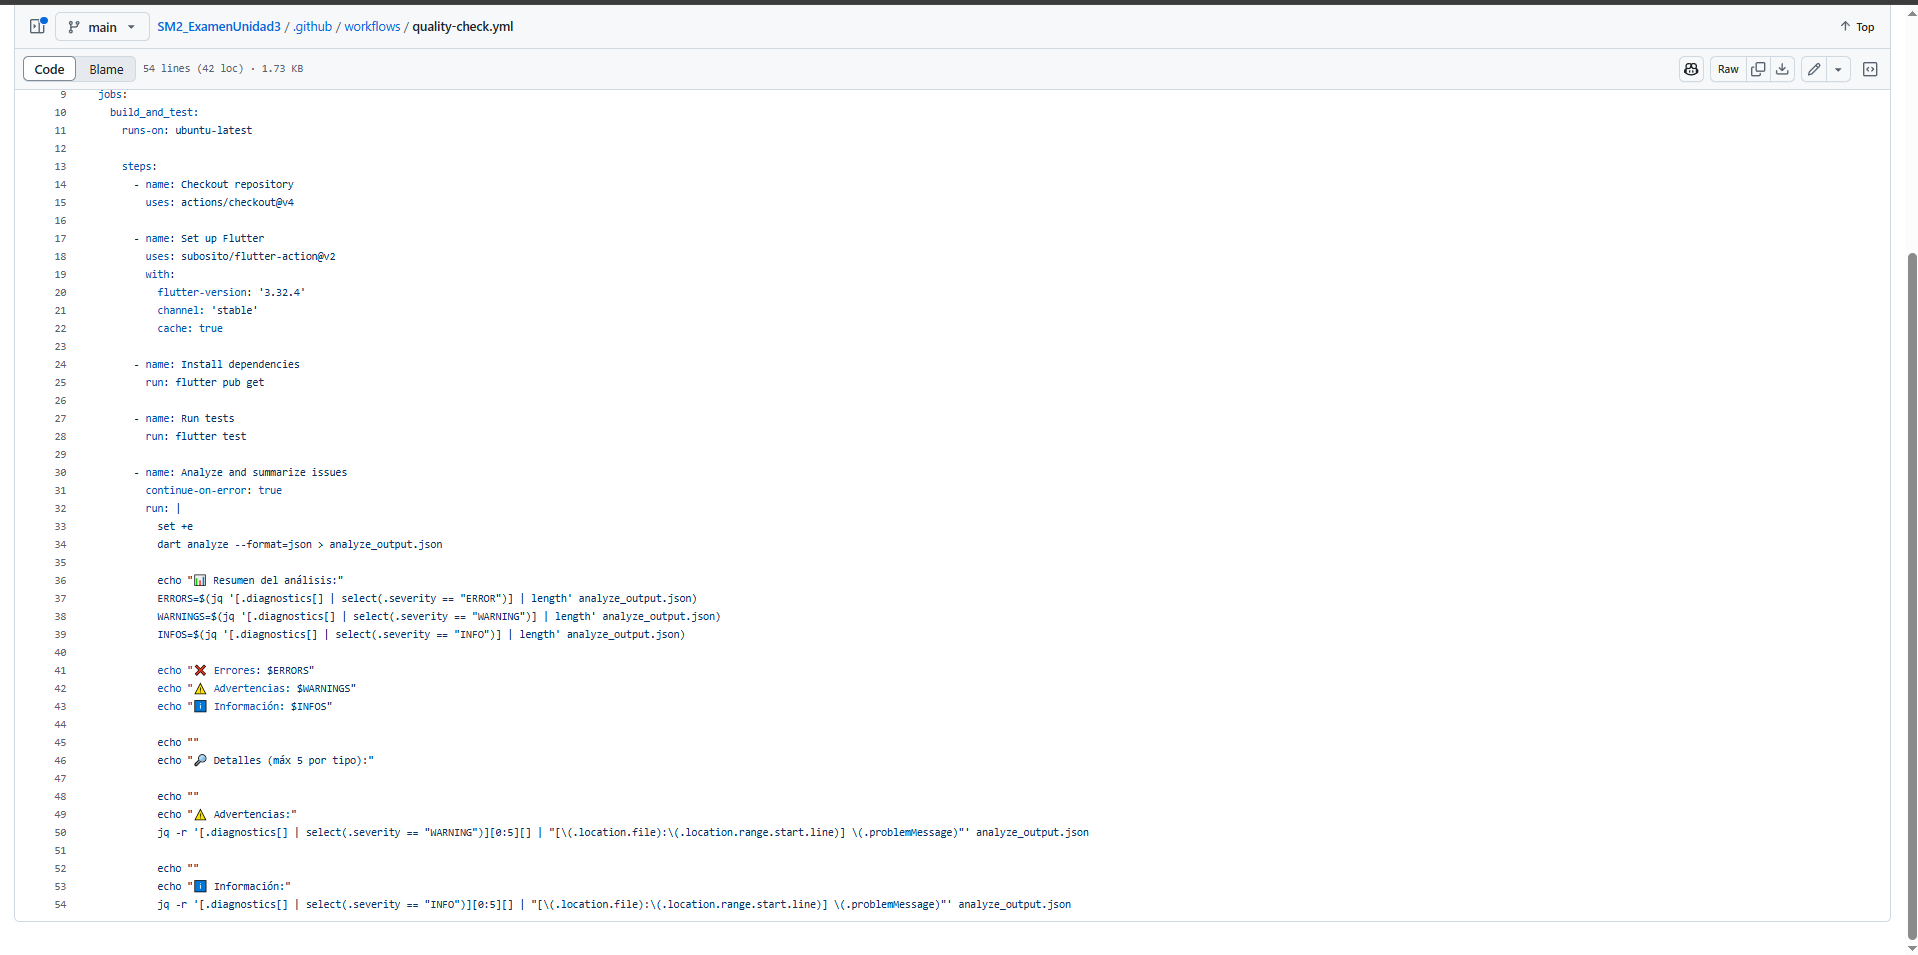 main SM2_ExamenUnidad3 / .github / workflows / quality-check.yml Top
Code Blame 54 lines (42 loc) · 1.73 KB Raw
9 jobs:
10 build_and_test:
11 runs-on: ubuntu-latest
12
13 steps:
14 - name: Checkout repository
15 uses: actions/checkout@v4
16
17 - name: Set up Flutter
18 uses: subosito/flutter-action@v2
19 with:
20 flutter-version: '3.32.4'
21 channel: 'stable'
22 cache: true
23
24 - name: Install dependencies
25 run: flutter pub get
26
27 - name: Run tests
28 run: flutter test
29
30 - name: Analyze and summarize issues
31 continue-on-error: true
32 run: |
33 set +e
34 dart analyze --format=json > analyze_output.json
35
36 echo "📊 Resumen del análisis:"
37 ERRORS=$(jq '[.diagnostics[] | select(.severity == "ERROR")] | length' analyze_output.json)
38 WARNINGS=$(jq '[.diagnostics[] | select(.severity == "WARNING")] | length' analyze_output.json)
39 INFOS=$(jq '[.diagnostics[] | select(.severity == "INFO")] | length' analyze_output.json)
40
41 echo "❌ Errores: $ERRORS"
42 echo "⚠️ Advertencias: $WARNINGS"
43 echo "ℹ️ Información: $INFOS"
44
45 echo ""
46 echo "🔎 Detalles (máx 5 por tipo):"
47
48 echo ""
49 echo "⚠️ Advertencias:"
50 jq -r '[.diagnostics[] | select(.severity == "WARNING")][0:5][] | "[\(.location.file):\(.location.range.start.line)] \(.problemMessage)"' analyze_output.json
51
52 echo ""
53 echo "ℹ️ Información:"
54 jq -r '[.diagnostics[] | select(.severity == "INFO")][0:5][] | "[\(.location.file):\(.location.range.start.line)] \(.problemMessage)"' analyze_output.json